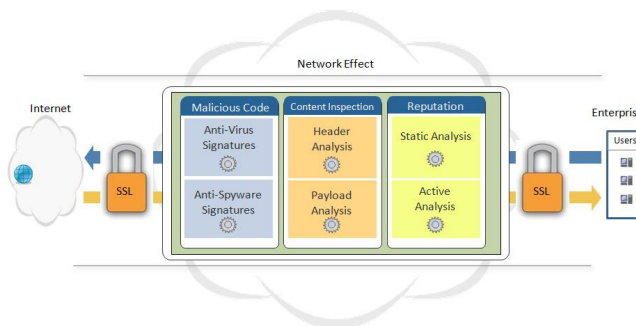 Network Effect
Internet
Malicious Code
Content Inspection
Reputation
Enterpris
Users
Anti-Virus
Signatures
Header
Analysis
Static Analysis
SSL
SSL
Anti-Spyware
Signatures
Payload
Analysis
Active
Analysis